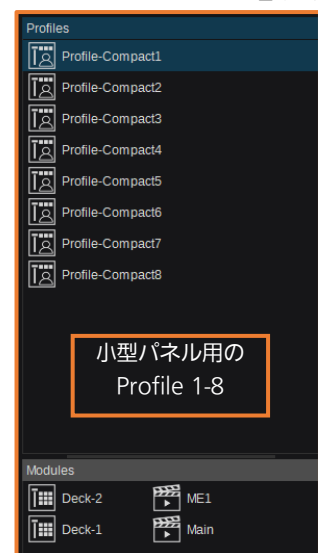 Profiles
Profile-Compact1
Profile-Compact2
Profile-Compact3
Profile-Compact4
Profile-Compact5
Profile-Compact6
Profile-Compact7
Profile-Compact8
小型パネル用の
Profile 1-8
Modules
Deck-2 ME1
Deck-1 Main